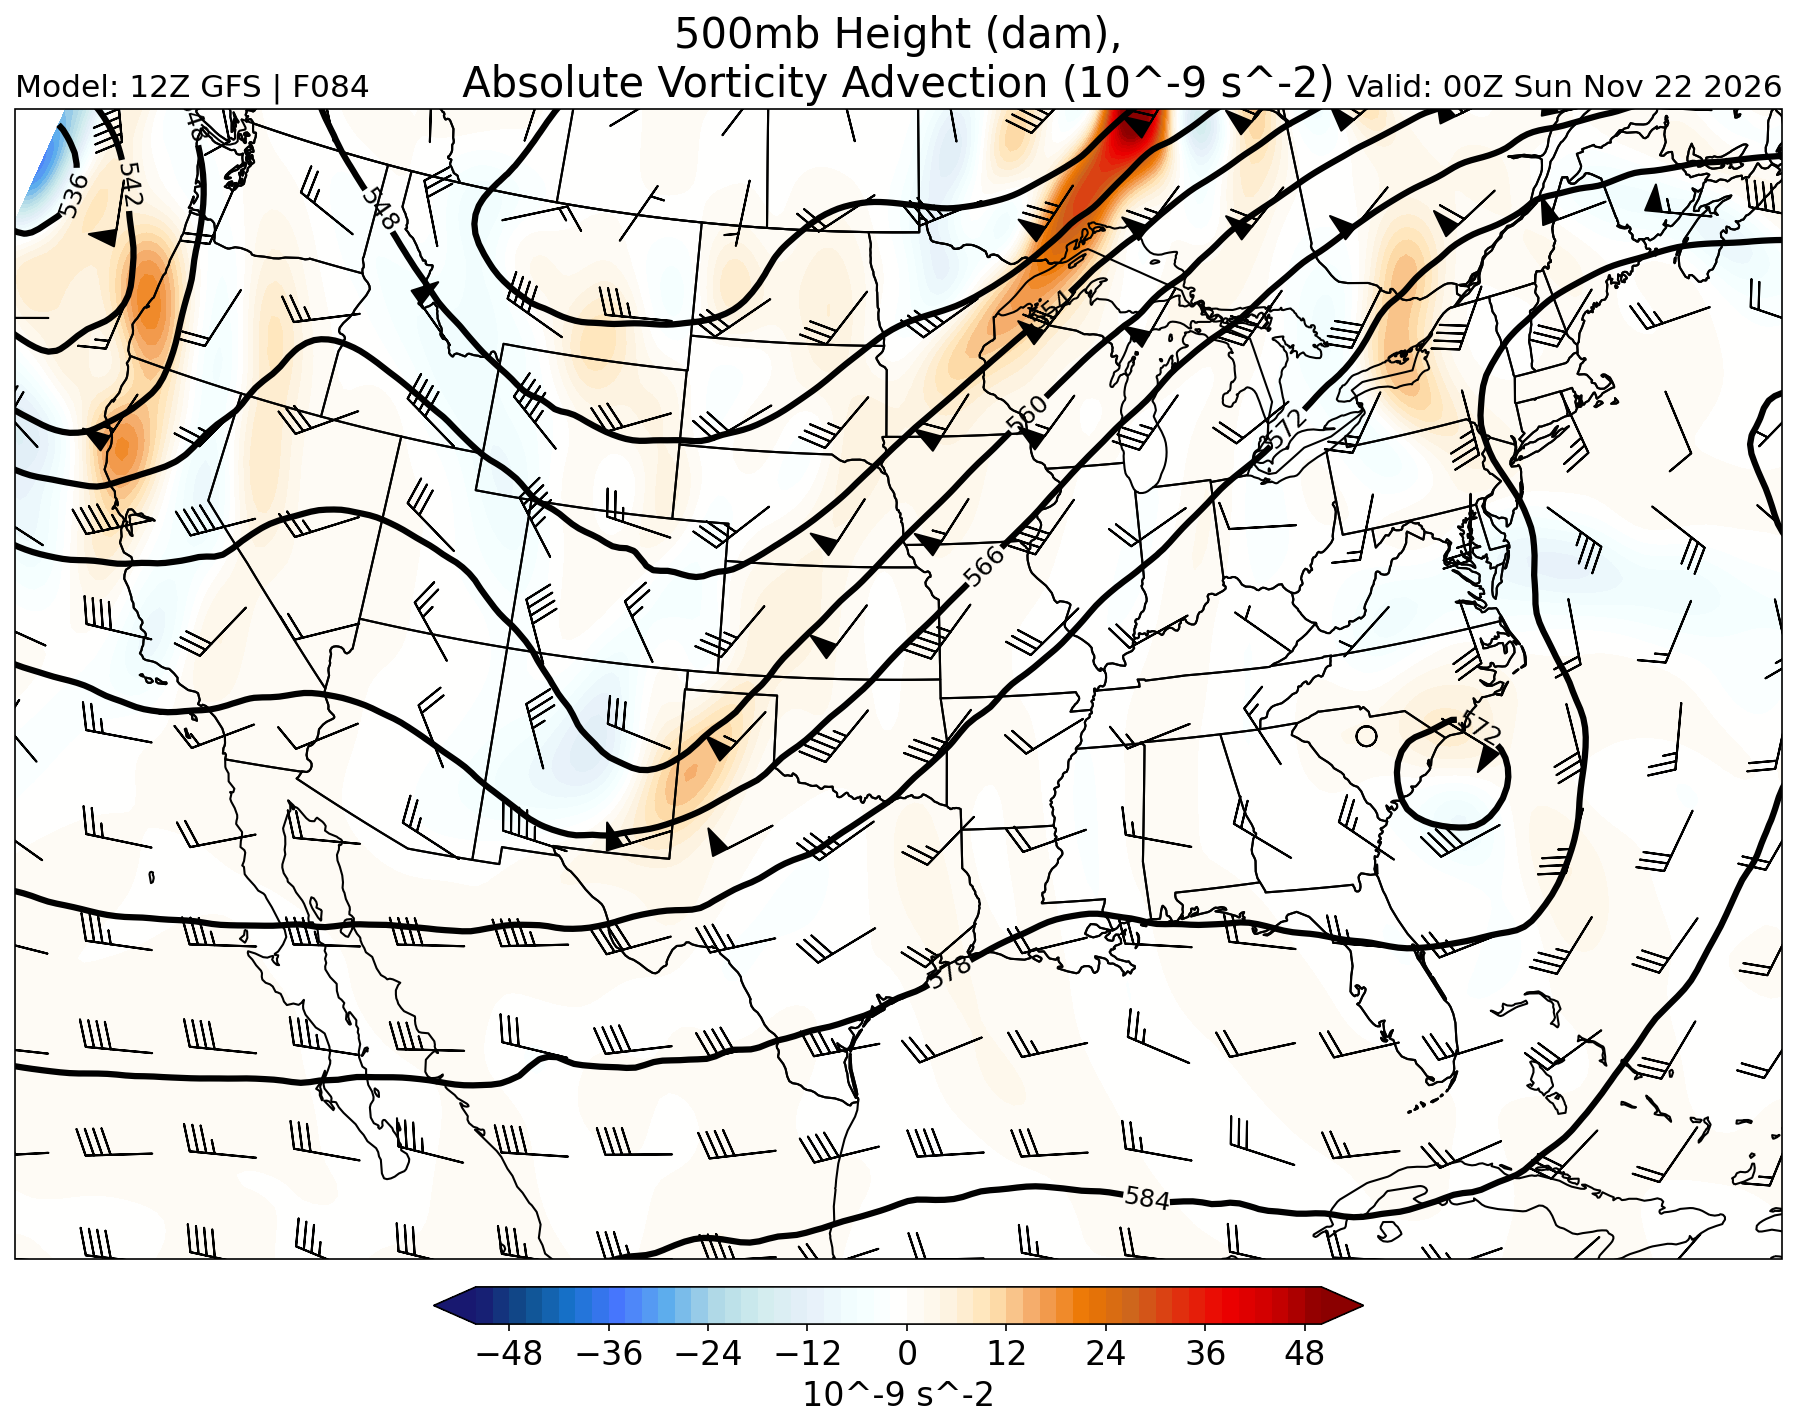 500mb Height (dam),
Model: 12Z GFS | F084
Absolute Vorticity Advection (10^-9 s^-2)
Valid: 00Z Sun Nov 22 2026
536
542
548
548
554
560
566
572
572
578
584
−48 −36 −24 −12 0 12 24 36 48
10^-9 s^-2